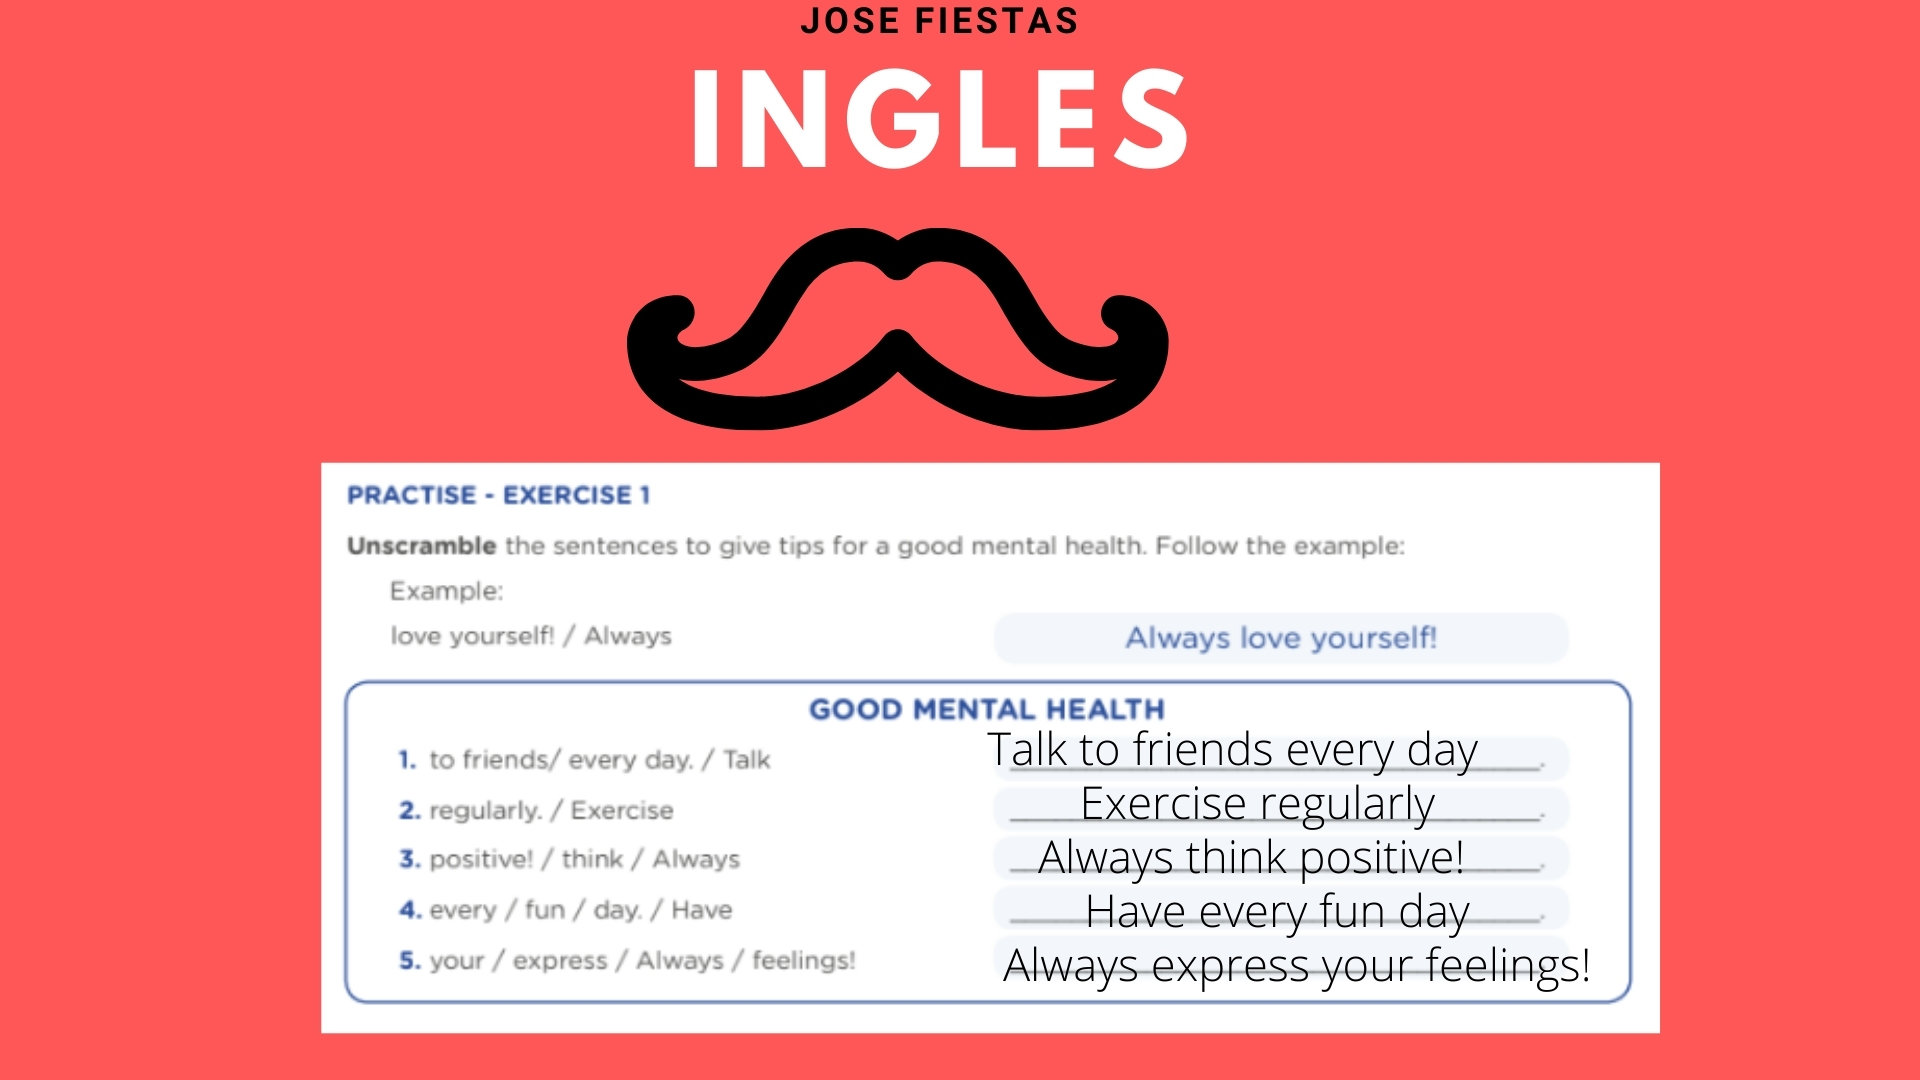 JOSE FIESTAS
INGLES
PRACTISE - EXERCISE 1
Unscramble the sentences to give tips for a good mental health. Follow the example:
Example:
love yourself! / Always
Always love yourself!
GOOD MENTAL HEALTH
1. to friends/ every day. / Talk
Talk to friends every day.
2. regularly. / Exercise
Exercise regularly.
3. positive! / think / Always
Always think positive!.
4. every / fun / day. / Have
Have every fun day.
5. your / express / Always / feelings!
Always express your feelings!